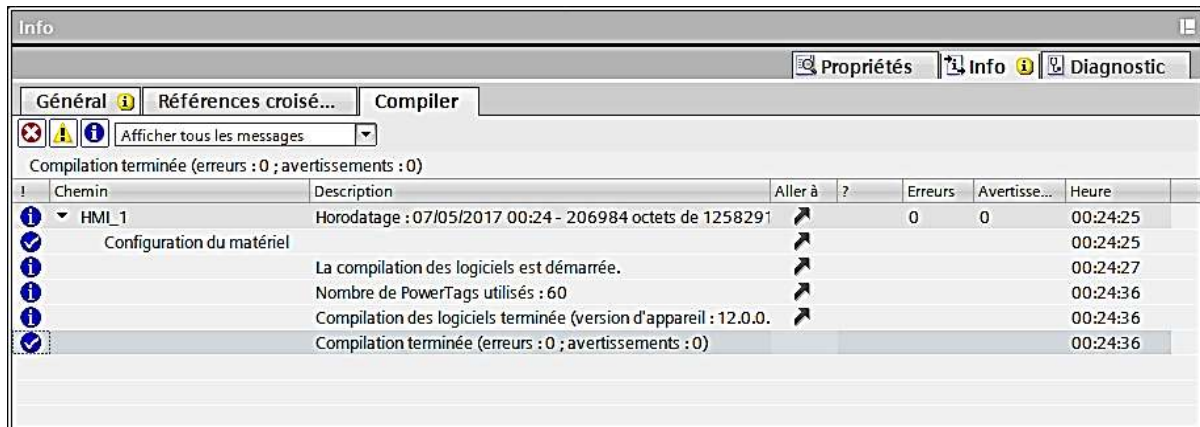 Info
Propriétés Info Diagnostic
Général Références croisé... Compiler
Afficher tous les messages
Compilation terminée (erreurs : 0 ; avertissements : 0)
! Chemin Description Aller à ? Erreurs Avertisse... Heure
HMI_1 Horodatage : 07/05/2017 00:24 - 206984 octets de 1258291 0 0 00:24:25
Configuration du matériel 00:24:25
La compilation des logiciels est démarrée. 00:24:27
Nombre de PowerTags utilisés : 60 00:24:36
Compilation des logiciels terminée (version d'appareil : 12.0.0. 00:24:36
Compilation terminée (erreurs : 0 ; avertissements : 0) 00:24:36